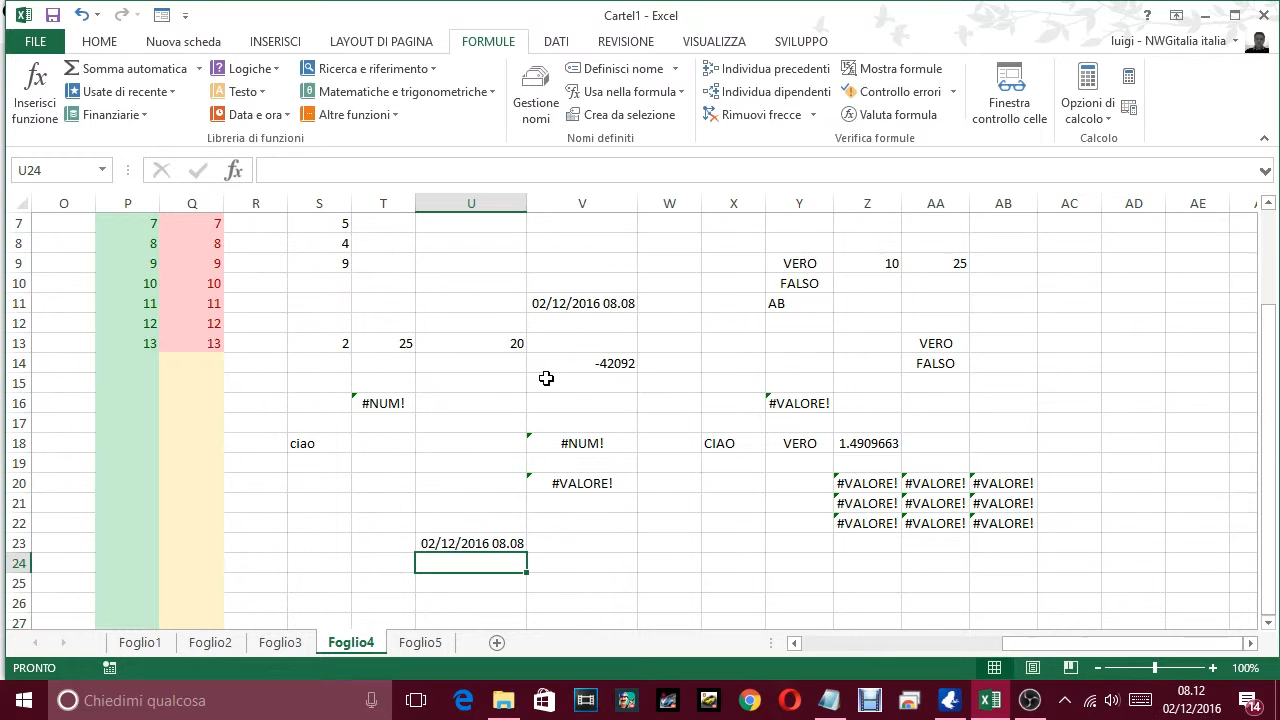 Cartel1 - Excel
FILE HOME Nuova scheda INSERISCI LAYOUT DI PAGINA FORMULE DATI REVISIONE VISUALIZZA SVILUPPO luigi - NWGitalia italia
Somma automatica Logiche Ricerca e riferimento Definisci nome Individua precedenti Mostra formule
Usate di recente Testo Matematiche e trigonometriche Usa nella formula Individua dipendenti Controllo errori
Finanziarie Data e ora Altre funzioni Crea da selezione Rimuovi frecce Valuta formula
Inserisci funzione Gestione nomi Finestra controllo celle Opzioni di calcolo
Libreria di funzioni Nomi definiti Verifica formule Calcolo
U24 fx
O P Q R S T U V W X Y Z AA AB AC AD AE
7 7 7 5
8 8 8 4
9 9 9 9 VERO 10 25
10 10 10 FALSO
11 11 11 02/12/2016 08.08 AB
12 12 12
13 13 13 2 25 20 VERO
14 -42092 FALSO
15
16 #NUM! #VALORE!
17
18 ciao #NUM! CIAO VERO 1.4909663
19
20 #VALORE! #VALORE! #VALORE! #VALORE!
21 #VALORE! #VALORE! #VALORE!
22 #VALORE! #VALORE! #VALORE!
23 02/12/2016 08.08
24
25
26
27
Foglio1 Foglio2 Foglio3 Foglio4 Foglio5
PRONTO 100%
Chiedimi qualcosa 08.12
02/12/2016 14